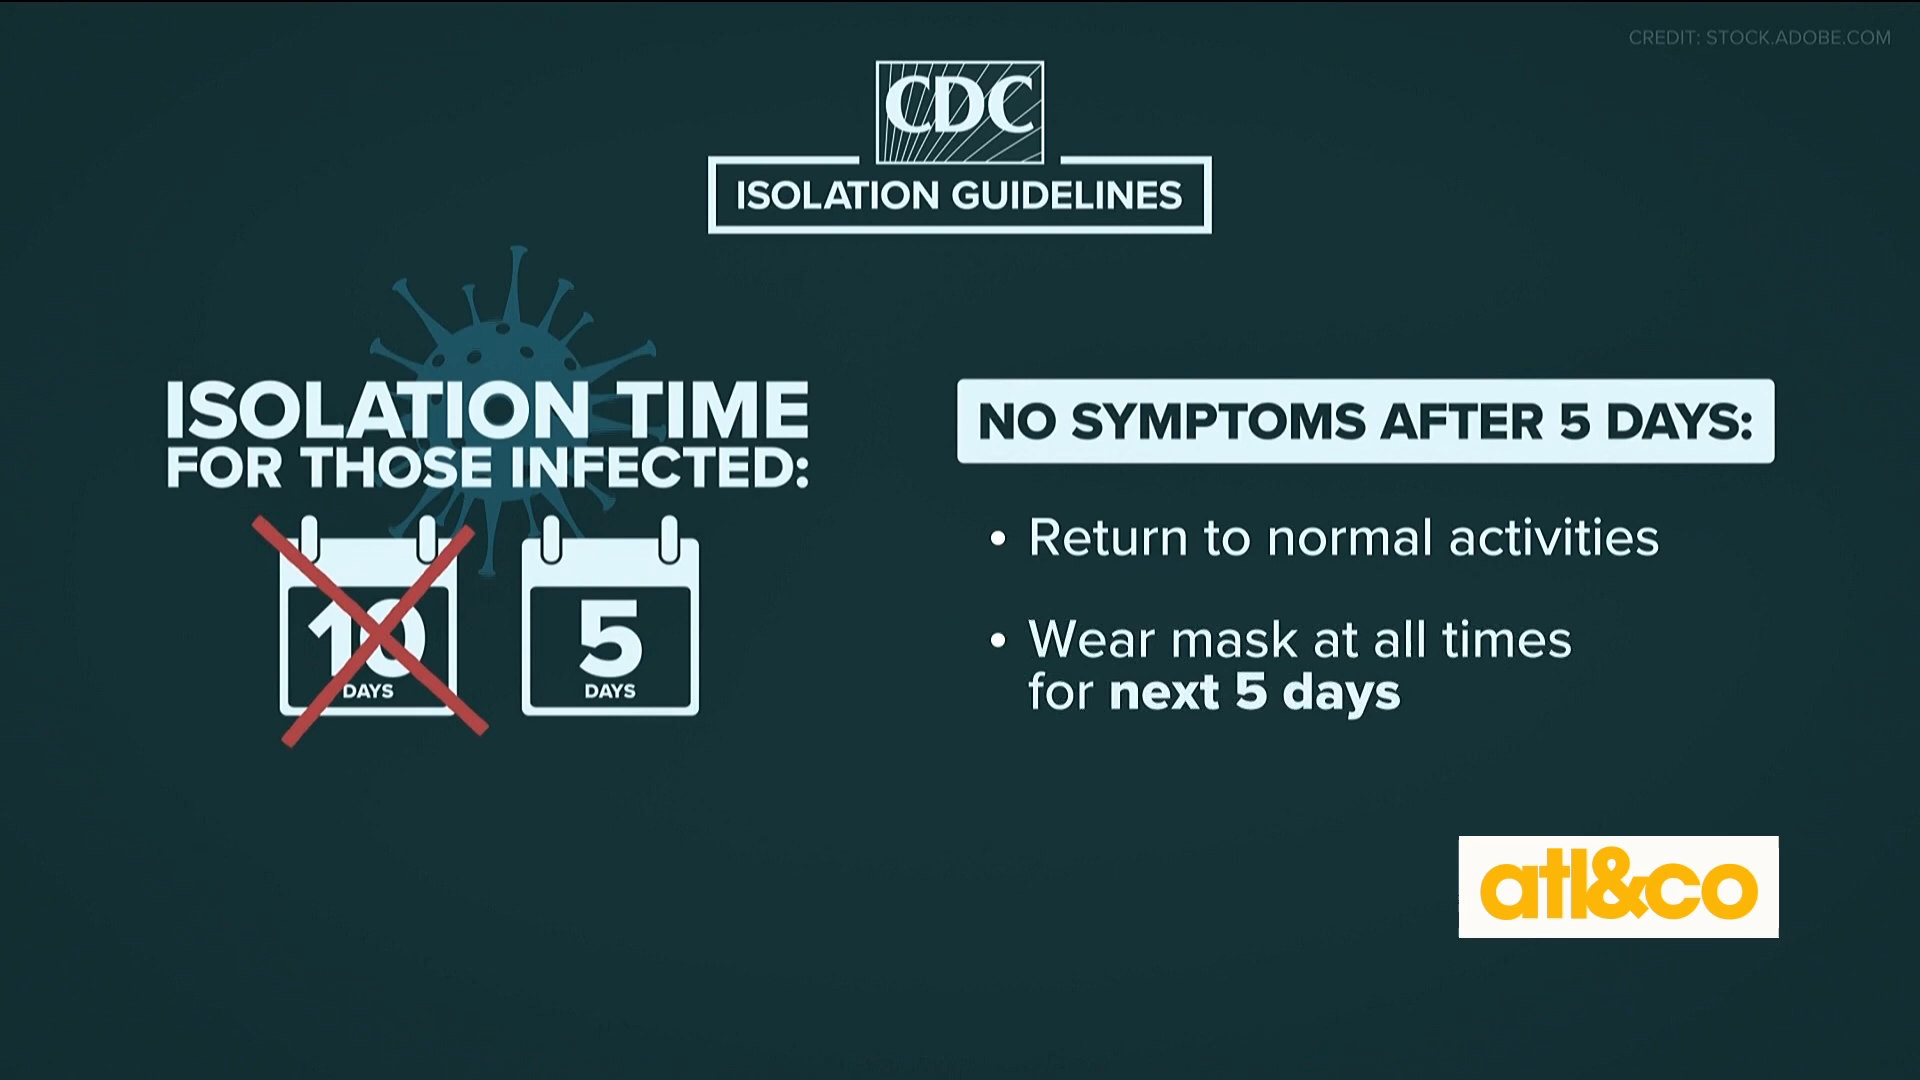 CREDIT: STOCK.ADOBE.COM
CDC
ISOLATION GUIDELINES
ISOLATION TIME
FOR THOSE INFECTED:
10
DAYS
5
DAYS
NO SYMPTOMS AFTER 5 DAYS:
• Return to normal activities
• Wear mask at all times
for next 5 days
atl&co